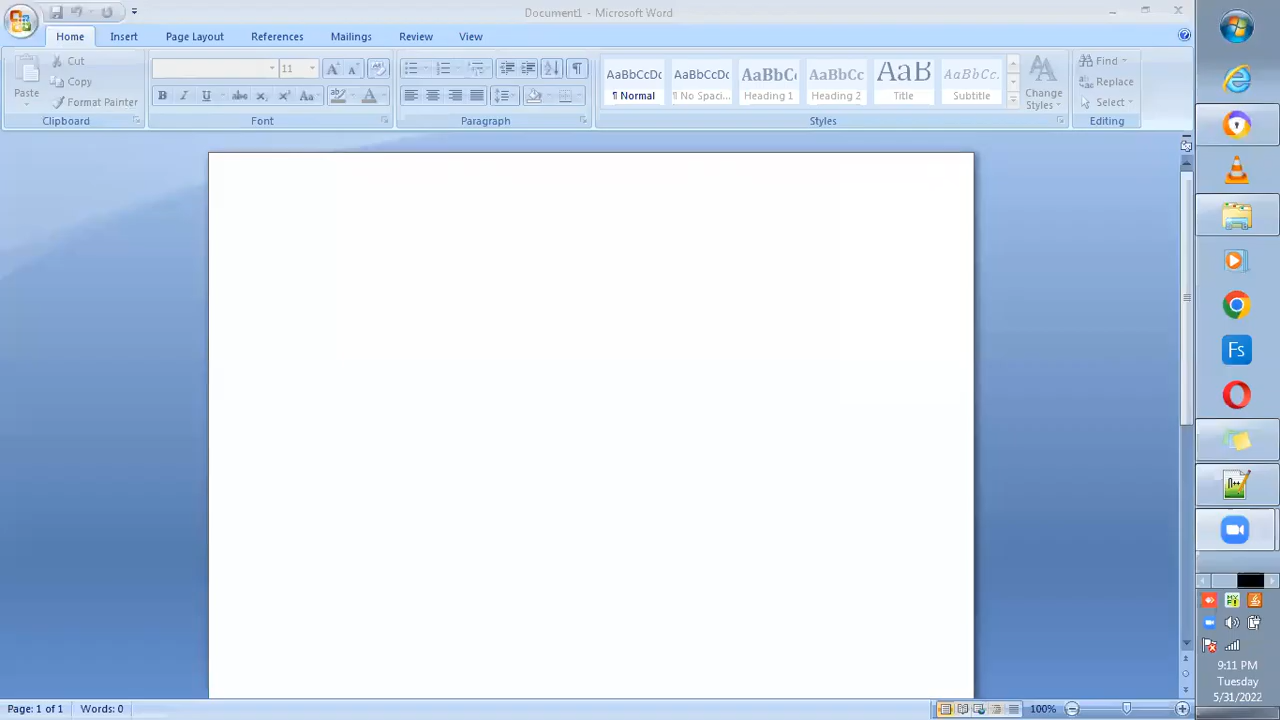 Document1 - Microsoft Word
Home Insert Page Layout References Mailings Review View
Paste
Cut
Copy
Format Painter
Clipboard
11
Font
Paragraph
AaBbCcDc AaBbCcDc AaBbC AaBbCc AaB AaBbCc.
¶ Normal ¶ No Spaci... Heading 1 Heading 2 Title Subtitle
Change
Styles
Styles
Find
Replace
Select
Editing
Fs
9:11 PM
Tuesday
5/31/2022
Page: 1 of 1 Words: 0 100%